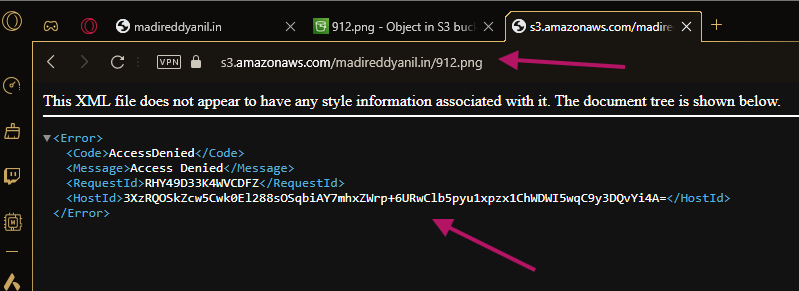 madireddyanil.in
912.png - Object in S3 buc
s3.amazonaws.com/madired
VPN
s3.amazonaws.com/madireddyanil.in/912.png
This XML file does not appear to have any style information associated with it. The document tree is shown below.
<Error>
<Code>AccessDenied</Code>
<Message>Access Denied</Message>
<RequestId>RHY49D33K4WVCDFZ</RequestId>
<HostId>3XzRQOSkZcw5Cwk0El288sOSqbiAY7mhxZWrp+6URwClb5pyu1xpzx1ChWDWI5wqC9y3DQvYi4A=</HostId>
</Error>